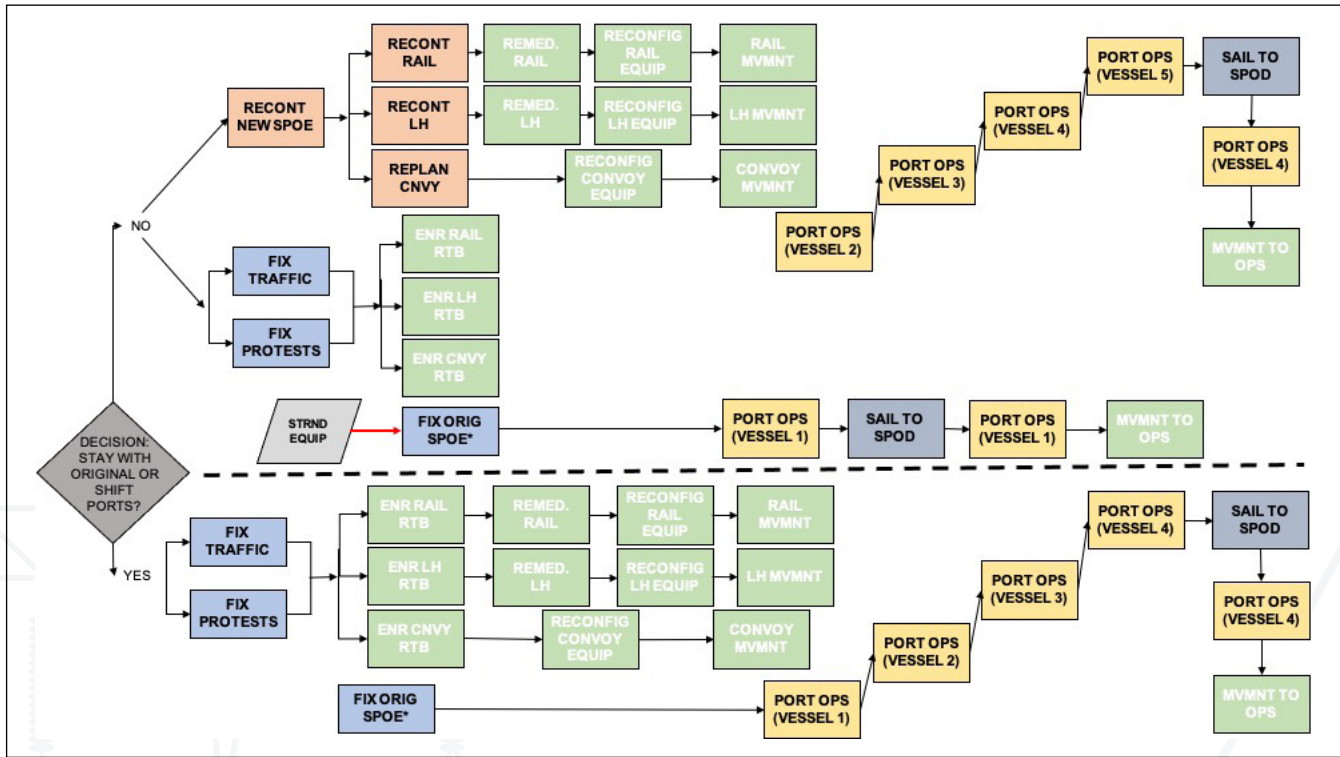 RECONT
RAIL
REMED.
RAIL
RECONFIG
RAIL
EQUIP
RAIL
MVMNT
PORT OPS
(VESSEL 5)
SAIL TO
SPOD
RECONT
NEW SPOE
RECONT
LH
REMED.
LH
RECONFIG
LH EQUIP
LH MVMNT
PORT OPS
(VESSEL 4)
PORT OPS
(VESSEL 4)
REPLAN
CNVY
RECONFIG
CONVOY
EQUIP
CONVOY
MVMNT
PORT OPS
(VESSEL 3)
PORT OPS
(VESSEL 2)
MVMNT TO
OPS
NO
FIX
TRAFFIC
FIX
PROTESTS
ENR RAIL
RTB
ENR LH
RTB
ENR CNVY
RTB
STRND
EQUIP
FIX ORIG
SPOE*
PORT OPS
(VESSEL 1)
SAIL TO
SPOD
PORT OPS
(VESSEL 1)
MVMNT TO
OPS
DECISION:
STAY WITH
ORIGINAL OR
SHIFT
PORTS?
YES
FIX
TRAFFIC
FIX
PROTESTS
ENR RAIL
RTB
REMED.
RAIL
RECONFIG
RAIL
EQUIP
RAIL
MVMNT
ENR LH
RTB
REMED.
LH
RECONFIG
LH EQUIP
LH MVMNT
ENR CNVY
RTB
RECONFIG
CONVOY
EQUIP
CONVOY
MVMNT
FIX ORIG
SPOE*
PORT OPS
(VESSEL 1)
PORT OPS
(VESSEL 2)
PORT OPS
(VESSEL 3)
PORT OPS
(VESSEL 4)
SAIL TO
SPOD
PORT OPS
(VESSEL 4)
MVMNT TO
OPS